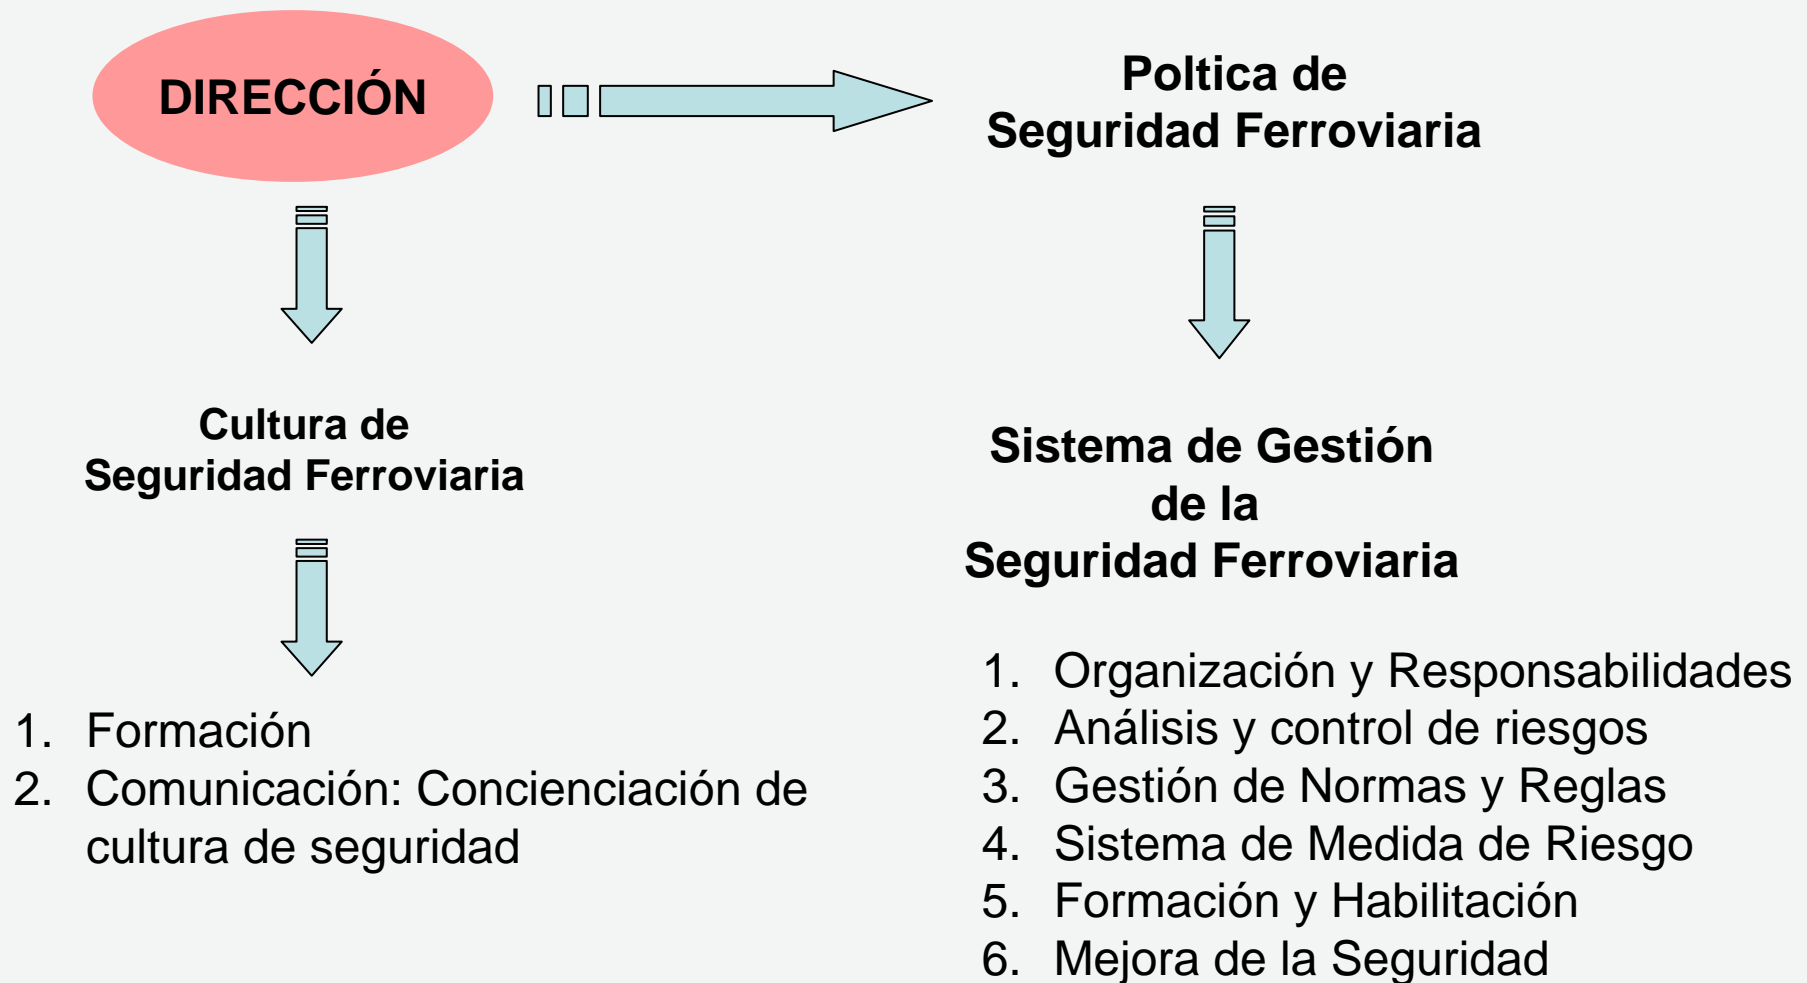 DIRECCIÓN
Poltica de
Seguridad Ferroviaria
Cultura de
Seguridad Ferroviaria
1. Formación
2. Comunicación: Concienciación de
cultura de seguridad
Sistema de Gestión
de la
Seguridad Ferroviaria
1. Organización y Responsabilidades
2. Análisis y control de riesgos
3. Gestión de Normas y Reglas
4. Sistema de Medida de Riesgo
5. Formación y Habilitación
6. Mejora de la Seguridad